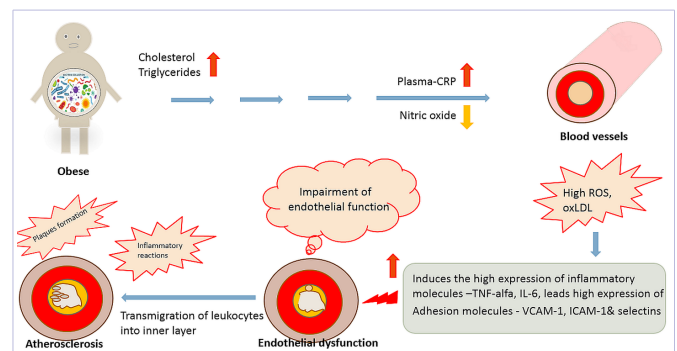 Cholesterol
Triglycerides
Plasma-CRP
Nitric oxide
Blood vessels
Obese
Impairment of
endothelial function
High ROS,
oxLDL
Plaques formation
Inflammatory
reactions
Induces the high expression of inflammatory
molecules –TNF-alfa, IL-6, leads high expression of
Adhesion molecules - VCAM-1, ICAM-1& selectins
Transmigration of leukocytes
into inner layer
Atherosclerosis
Endothelial dysfunction